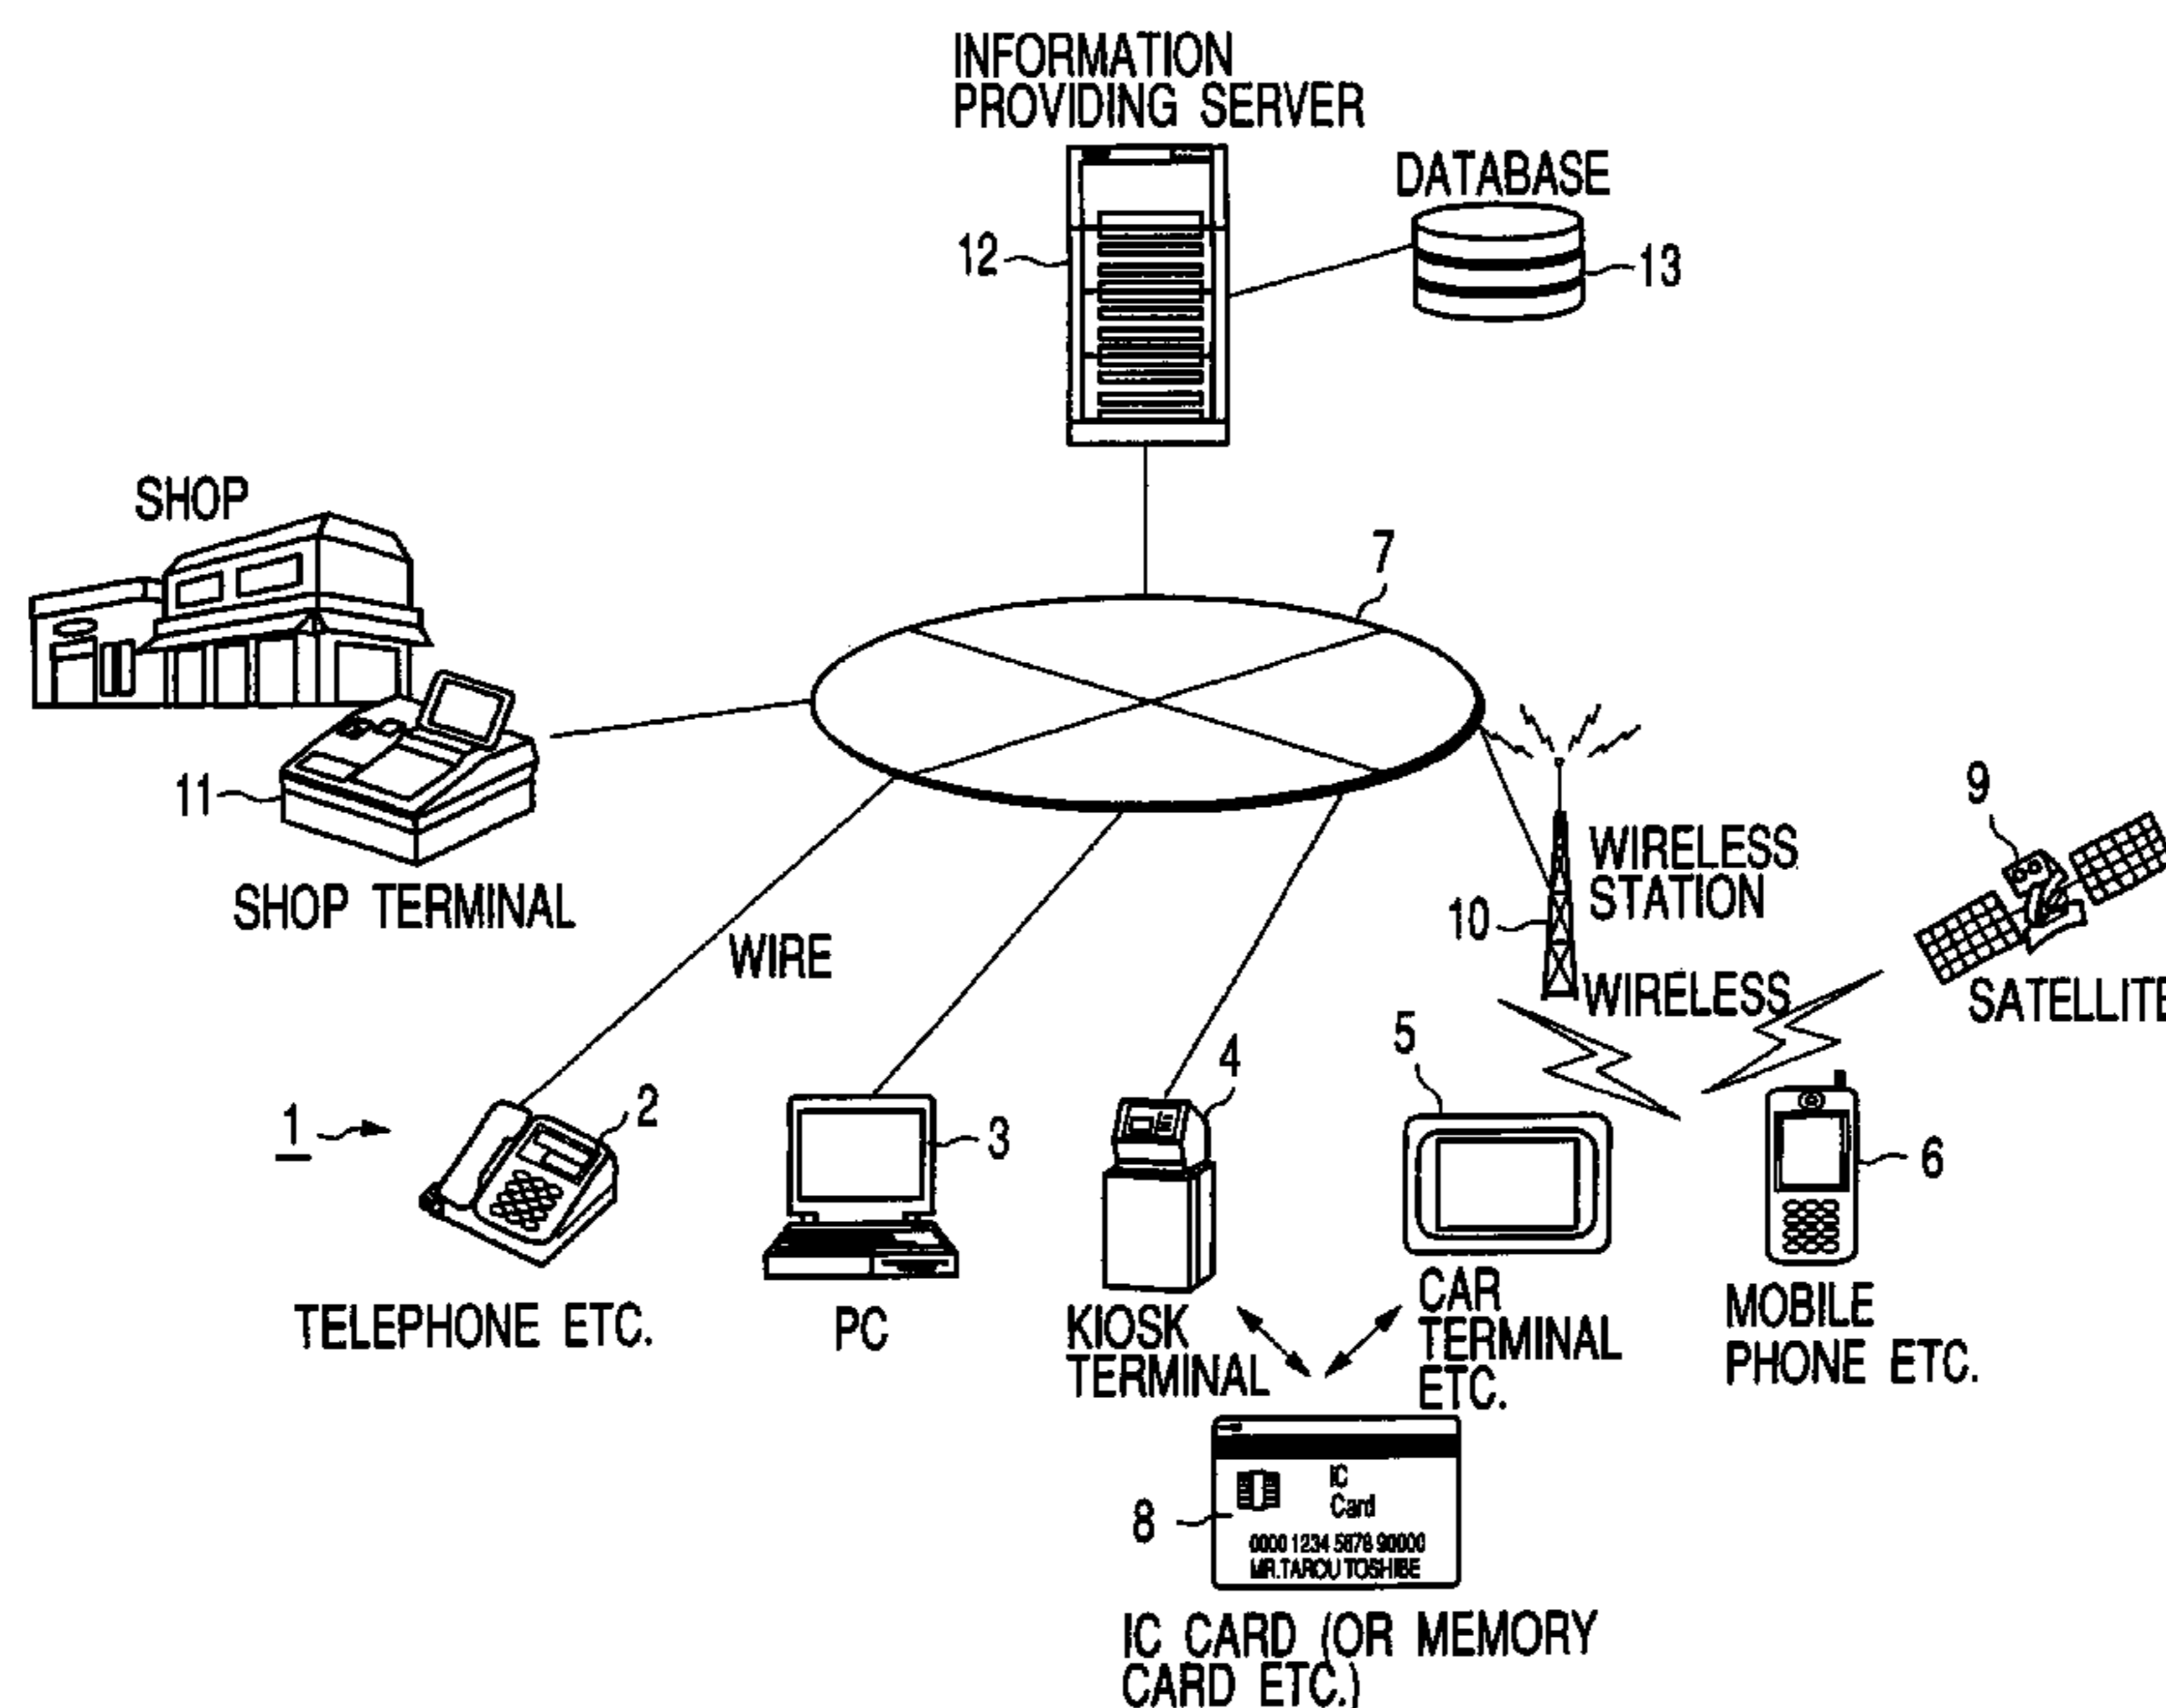 INFORMATION
PROVIDING SERVER
DATABASE
12
13
SHOP
7
11
SHOP TERMINAL
WIRE
9
WIRELESS
STATION
10
WIRELESS
SATELLITE
1
2
3
4
5
6
TELEPHONE ETC.
PC
KIOSK
TERMINAL
CAR
TERMINAL
ETC.
MOBILE
PHONE ETC.
8
IC
Card
0000 1234 5678 90000
MR.TAROU TOSHIBE
IC CARD (OR MEMORY
CARD ETC.)